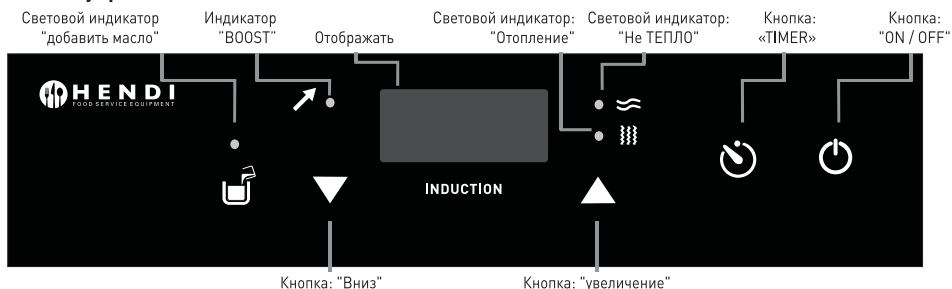 Световой индикатор
"добавить масло"
Индикатор
"BOOST"
Отображать
Световой индикатор:
"Отопление"
Световой индикатор:
"Не ТЕПЛО"
Кнопка:
«TIMER»
Кнопка:
"ON / OFF"
HENDI
FOOD SERVICE EQUIPMENT
INDUCTION
Кнопка: "Вниз"
Кнопка: "увеличение"